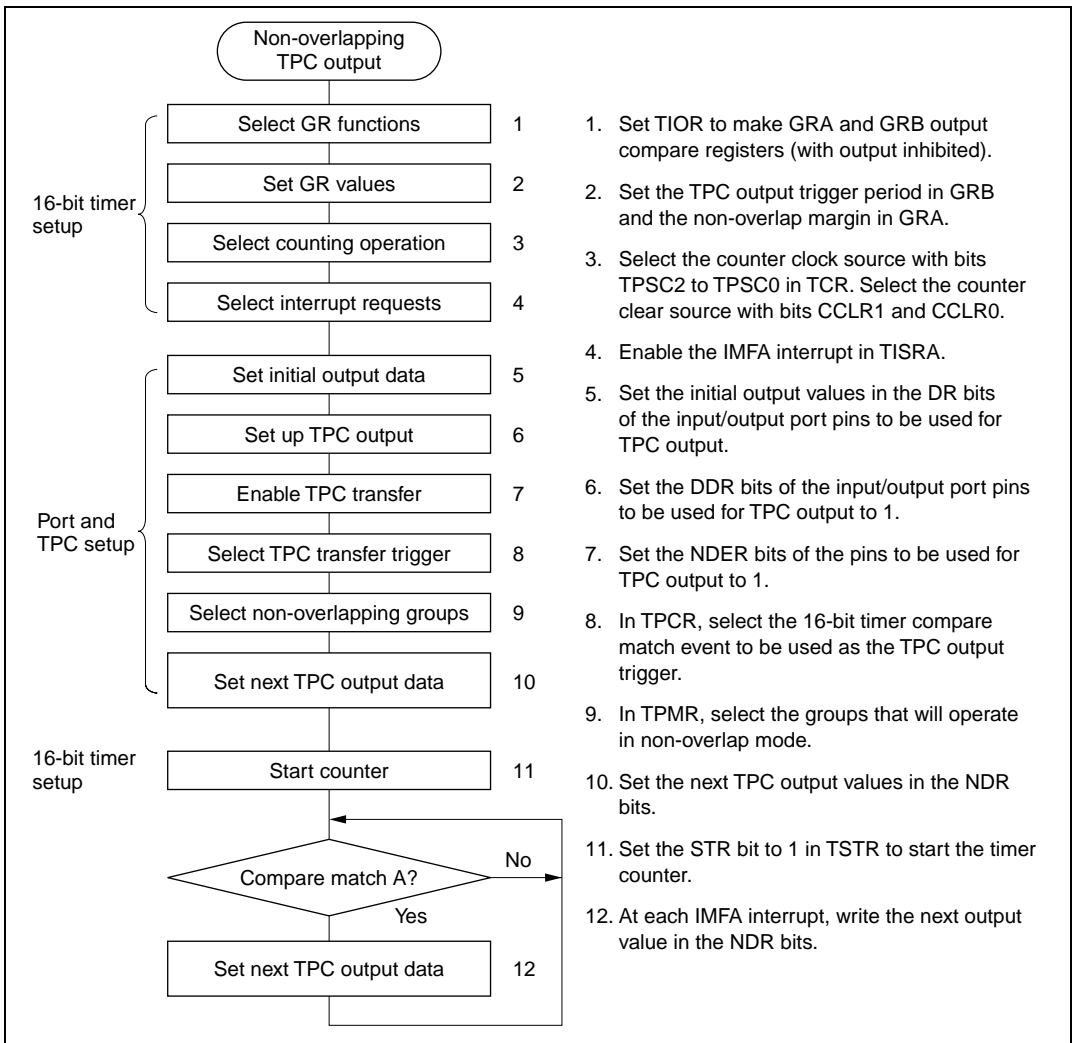 Non-overlapping
TPC output
16-bit timer
setup
Select GR functions 1
Set GR values 2
Select counting operation 3
Select interrupt requests 4
Port and
TPC setup
Set initial output data 5
Set up TPC output 6
Enable TPC transfer 7
Select TPC transfer trigger 8
Select non-overlapping groups 9
Set next TPC output data 10
16-bit timer
setup
Start counter 11
Compare match A?
No
Yes
Set next TPC output data 12
1. Set TIOR to make GRA and GRB output
compare registers (with output inhibited).
2. Set the TPC output trigger period in GRB
and the non-overlap margin in GRA.
3. Select the counter clock source with bits
TPSC2 to TPSC0 in TCR. Select the counter
clear source with bits CCLR1 and CCLR0.
4. Enable the IMFA interrupt in TISRA.
5. Set the initial output values in the DR bits
of the input/output port pins to be used for
TPC output.
6. Set the DDR bits of the input/output port pins
to be used for TPC output to 1.
7. Set the NDER bits of the pins to be used for
TPC output to 1.
8. In TPCR, select the 16-bit timer compare
match event to be used as the TPC output
trigger.
9. In TPMR, select the groups that will operate
in non-overlap mode.
10. Set the next TPC output values in the NDR
bits.
11. Set the STR bit to 1 in TSTR to start the timer
counter.
12. At each IMFA interrupt, write the next output
value in the NDR bits.